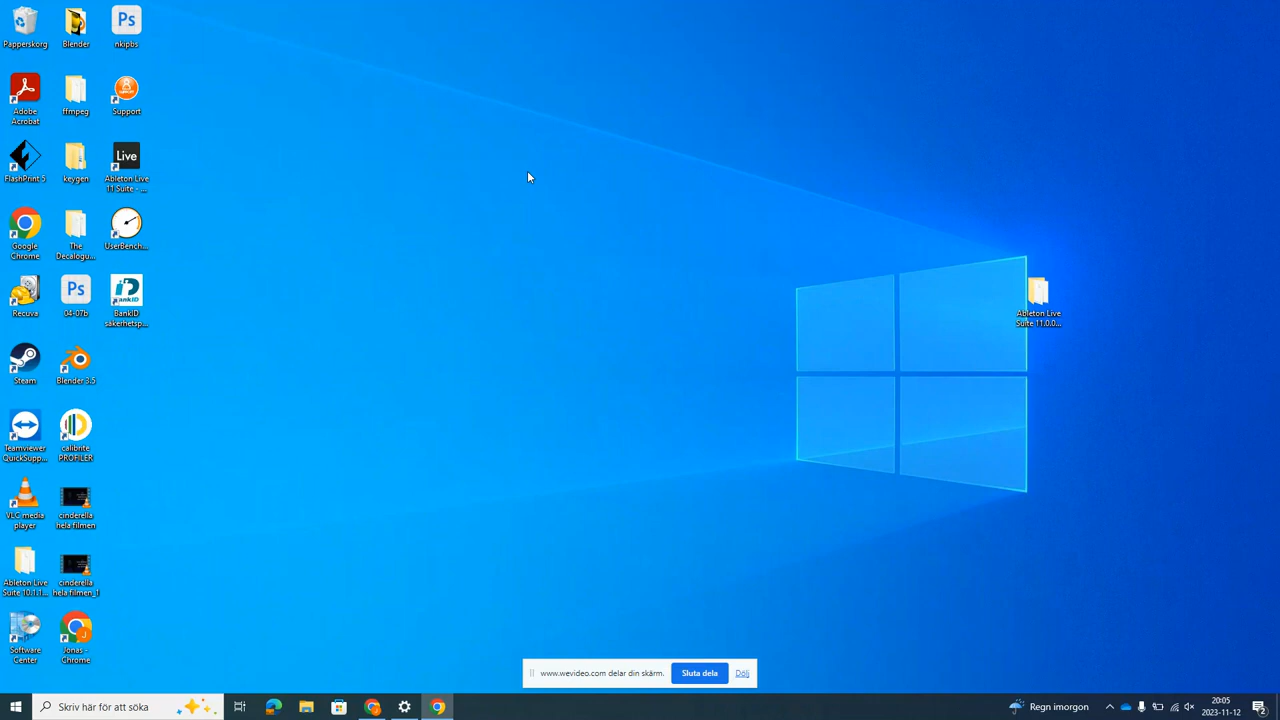 Papperskorg
Blender
Ps
nkipbs
Adobe
Acrobat
ffmpeg
Support
FlashPrint 5
keygen
Live
Ableton Live
11 Suite - ...
Google
Chrome
The
Decalogu...
UserBench...
Recuva
Ps
04-07b
BankID
BankID
säkerhetsp...
Steam
Blender 3.5
Teamviewer
QuickSupp...
calibrite
PROFILER
VLC media
player
cinderella
hela filmen
Ableton Live
Suite 10.1.1...
cinderella
hela filmen_1
Software
Center
J
Jonas -
Chrome
Ableton Live
Suite 11.0.0...
www.wevideo.com delar din skärm.
Sluta dela
Dölj
Skriv här för att söka
Regn imorgon
20:05
2023-11-12
2